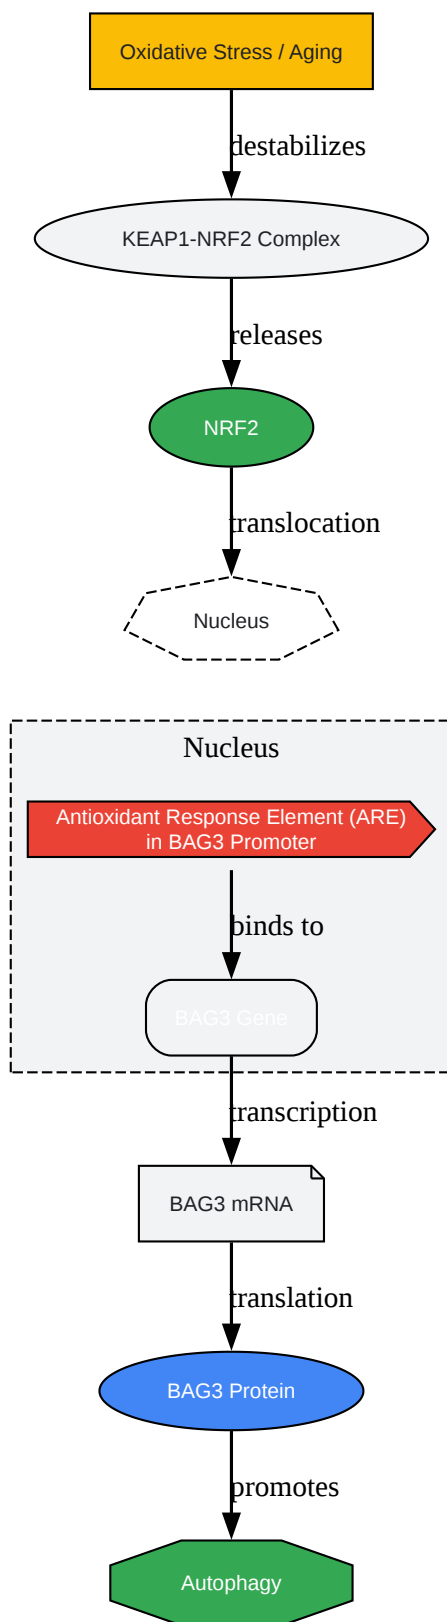 Oxidative Stress / Aging
destabilizes
KEAP1-NRF2 Complex
releases
NRF2
translocation
Nucleus
Nucleus
Antioxidant Response Element (ARE)
in BAG3 Promoter
binds to
BAG3 Gene
transcription
BAG3 mRNA
translation
BAG3 Protein
promotes
Autophagy